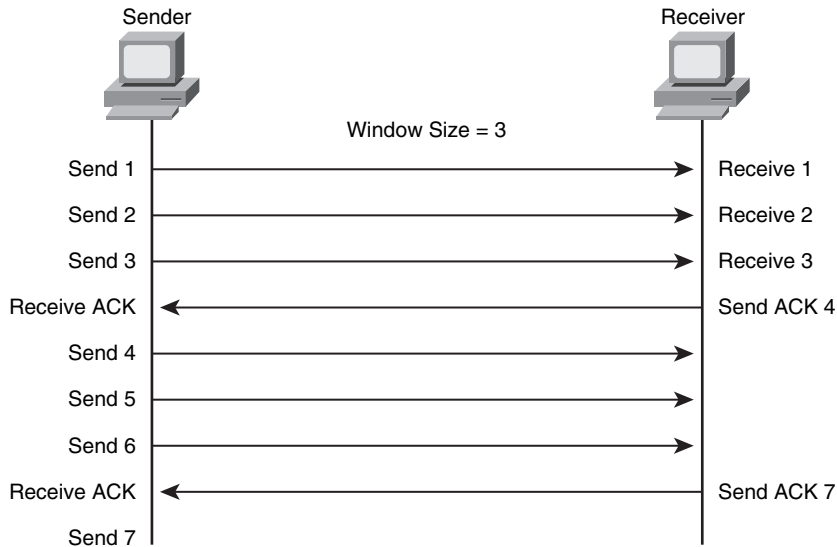 Sender Receiver
Window Size = 3
Send 1 Receive 1
Send 2 Receive 2
Send 3 Receive 3
Receive ACK Send ACK 4
Send 4
Send 5
Send 6
Receive ACK Send ACK 7
Send 7